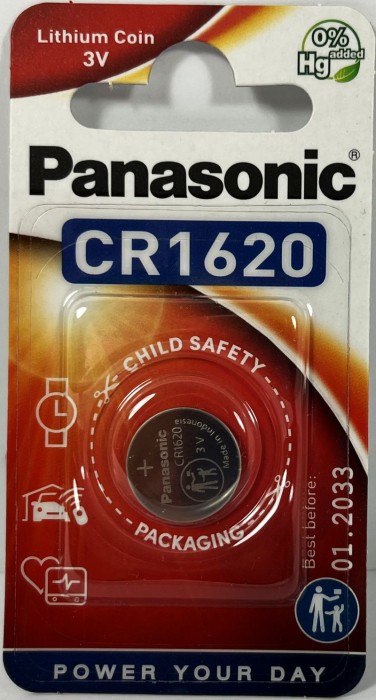 Lithium Coin
3V
0%
Hg added
Panasonic®
CR1620
CHILD SAFETY
+
Panasonic
CR1620
3V
Made in Indonesia
PACKAGING
Best before:
01.2033
POWER YOUR DAY